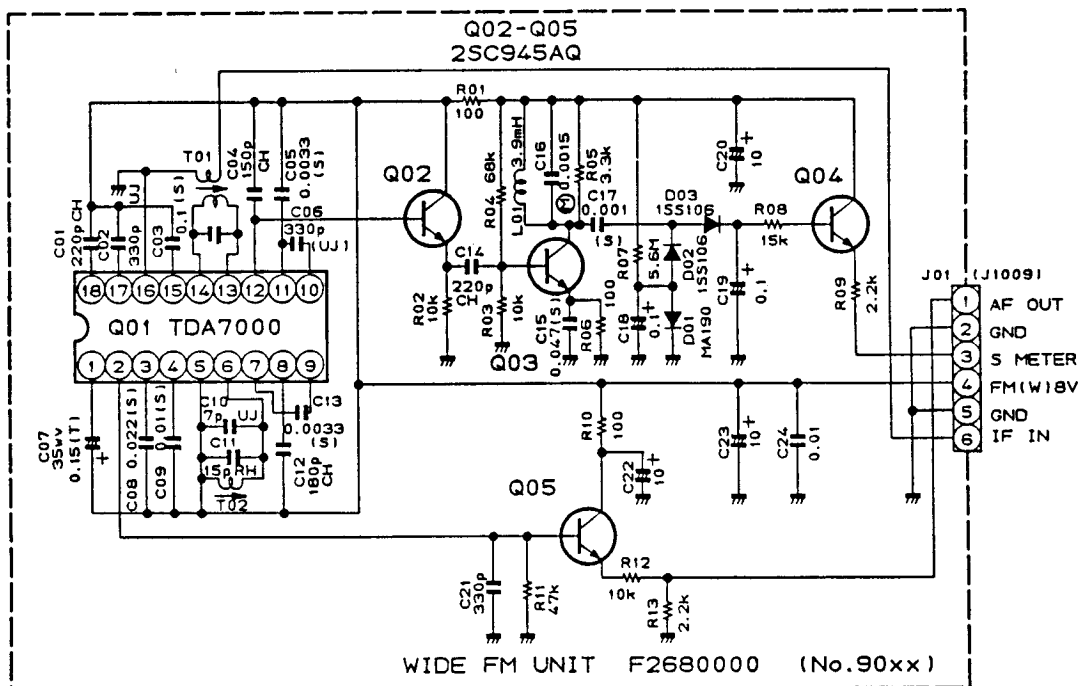 Q02-Q05
2SC945AQ
R01
100
T01
C04
150p
CH
C05
0.0033
(S)
C06
330p
(UJ)
UJ
0.1(S)
C01
220pCH
C02
330p
C03
Q02
R04 68k
L01 3.9mH
C16
M 0.0015
R05
3.3k
C17
0.001
(S)
D03
1SS106
C20
10
Q04
R08
15k
C14
220p
CH
R02
10k
R03
10k
Q03
C15
0.047(S)
R06
100
R07
5.6M
D02
1SS106
C18
0.1
D01
MA190
C19
0.1
R09
2.2k
J01 (J1009)
1 AF OUT
2 GND
3 S METER
4 FM(W)8V
5 GND
6 IF IN
18 17 16 15 14 13 12 11 10
Q01 TDA7000
1 2 3 4 5 6 7 8 9
C07
35wv
0.15(T)
C08 0.022(S)
C09 0.01(S)
C10
7p UJ
C11
15pRH
T02
C13
0.0033
(S)
C12
180p
CH
R10
100
C22
10
C23
10
C24
0.01
Q05
C21
330p
R11
47k
R12
10k
R13
2.2k
WIDE FM UNIT F2680000 (No.90xx)